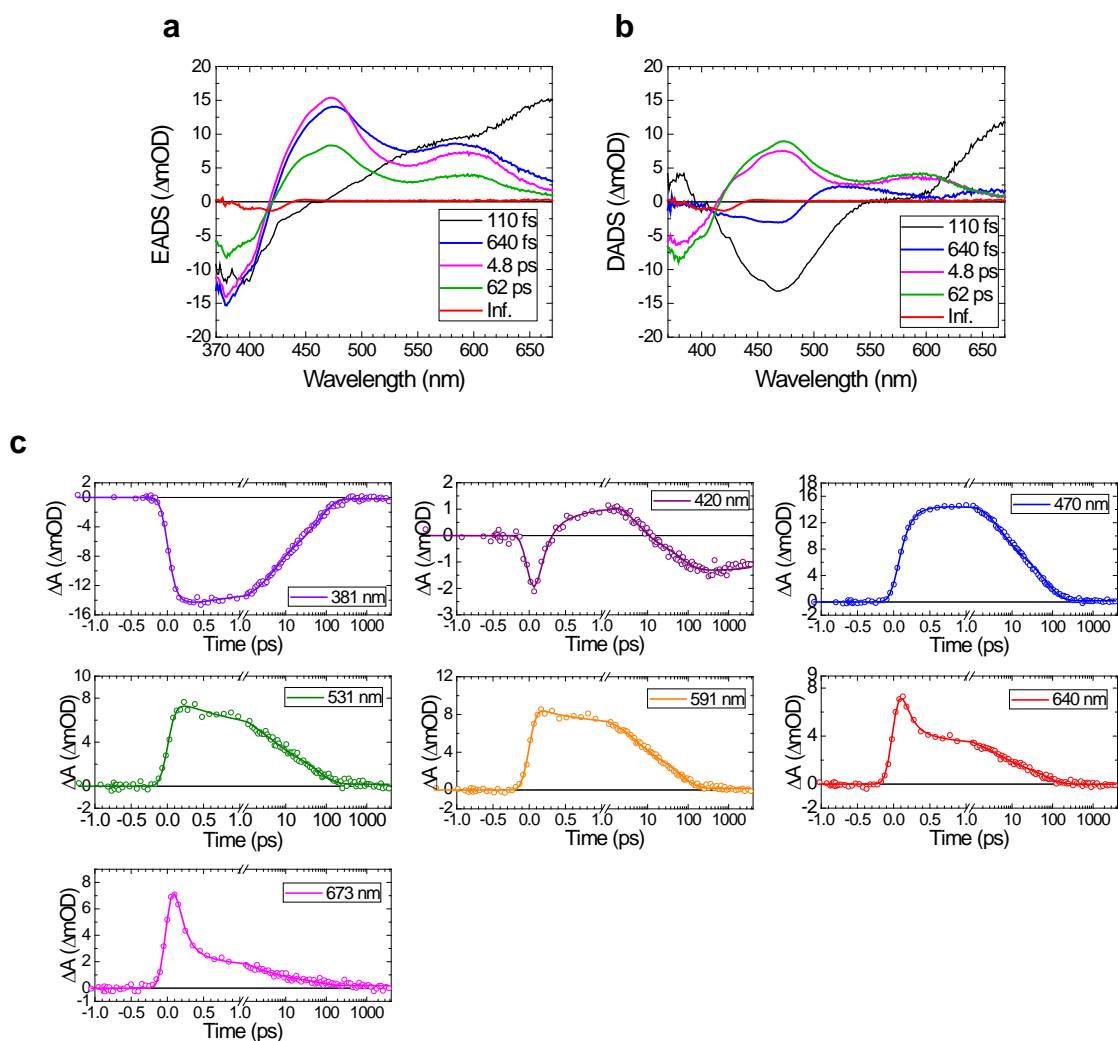 a
b
20
15
10
5
0
-5
-10
-15
-20
EADS (ΔmOD)
370 400 450 500 550 600 650
Wavelength (nm)
110 fs
640 fs
4.8 ps
62 ps
Inf.
20
15
10
5
0
-5
-10
-15
-20
DADS (ΔmOD)
400 450 500 550 600 650
Wavelength (nm)
110 fs
640 fs
4.8 ps
62 ps
Inf.
c
2
0
-4
-8
-12
-16
ΔA (ΔmOD)
381 nm
-1.0 -0.5 0.0 0.5 1.0 10 100 1000
Time (ps)
2
1
0
-1
-2
-3
ΔA (ΔmOD)
420 nm
-1.0 -0.5 0.0 0.5 1.0 10 100 1000
Time (ps)
16
12
8
4
0
-2
ΔA (ΔmOD)
470 nm
-1.0 -0.5 0.0 0.5 1.0 10 100 1000
Time (ps)
10
8
4
0
-2
ΔA (ΔmOD)
531 nm
-1.0 -0.5 0.0 0.5 1.0 10 100 1000
Time (ps)
12
8
4
0
-2
ΔA (ΔmOD)
591 nm
-1.0 -0.5 0.0 0.5 1.0 10 100 1000
Time (ps)
9
8
4
0
-2
ΔA (ΔmOD)
640 nm
-1.0 -0.5 0.0 0.5 1.0 10 100 1000
Time (ps)
8
6
4
2
0
-1
ΔA (ΔmOD)
673 nm
-1.0 -0.5 0.0 0.5 1.0 10 100 1000
Time (ps)